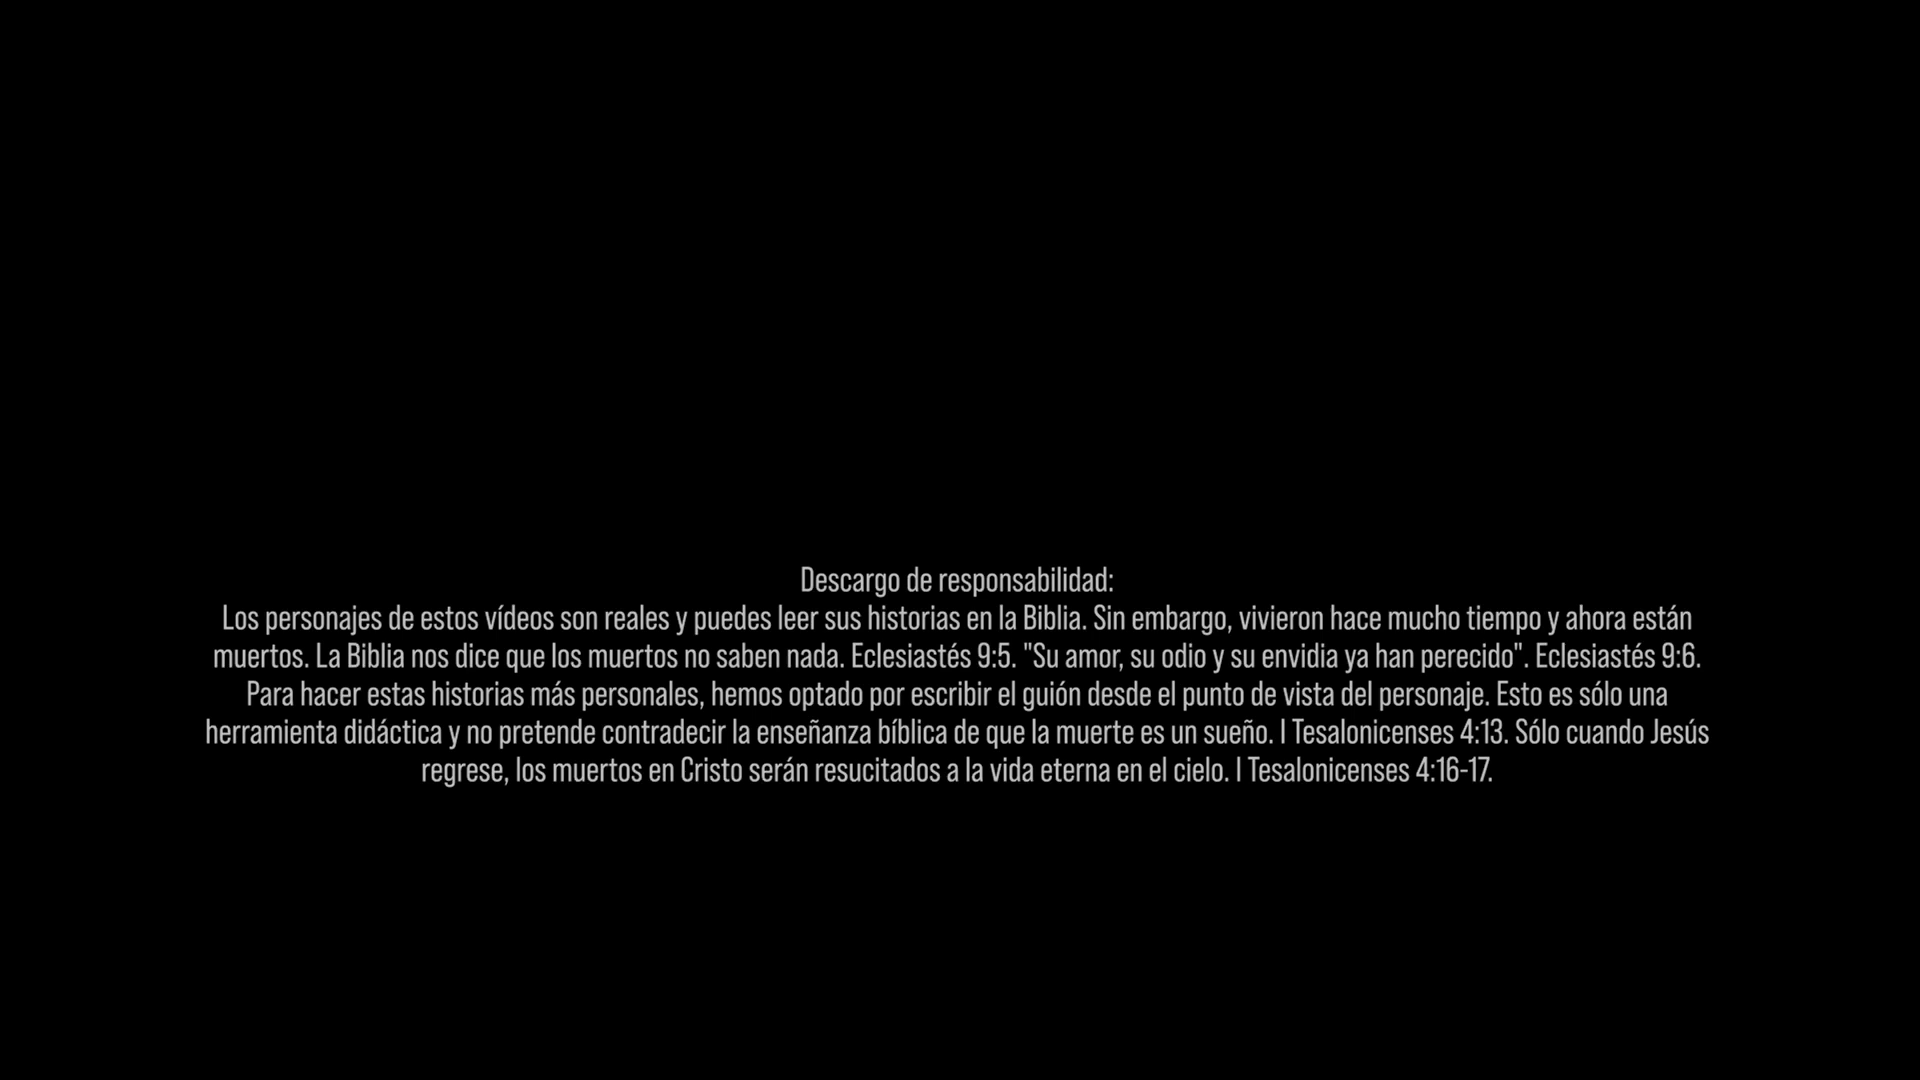 Descargo de responsabilidad:
Los personajes de estos vídeos son reales y puedes leer sus historias en la Biblia. Sin embargo, vivieron hace mucho tiempo y ahora están
muertos. La Biblia nos dice que los muertos no saben nada. Eclesiastés 9:5. "Su amor, su odio y su envidia ya han perecido". Eclesiastés 9:6.
Para hacer estas historias más personales, hemos optado por escribir el guión desde el punto de vista del personaje. Esto es sólo una
herramienta didáctica y no pretende contradecir la enseñanza bíblica de que la muerte es un sueño. I Tesalonicenses 4:13. Sólo cuando Jesús
regrese, los muertos en Cristo serán resucitados a la vida eterna en el cielo. I Tesalonicenses 4:16-17.